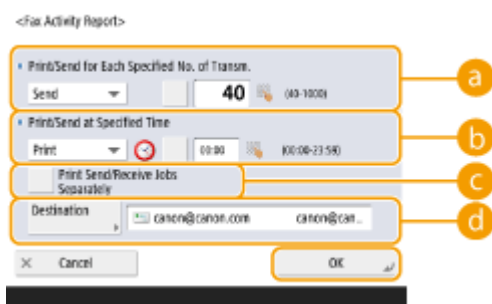 <Fax Activity Report>
Print/Send for Each Specified No. of Transm.
Send 40 (40-1000)
a
Print/Send at Specified Time
Print 00:00 (00:00-23:59)
b
Print Send/Receive Jobs
Separately
c
Destination canon@canon.com canon@can...
d
× Cancel OK